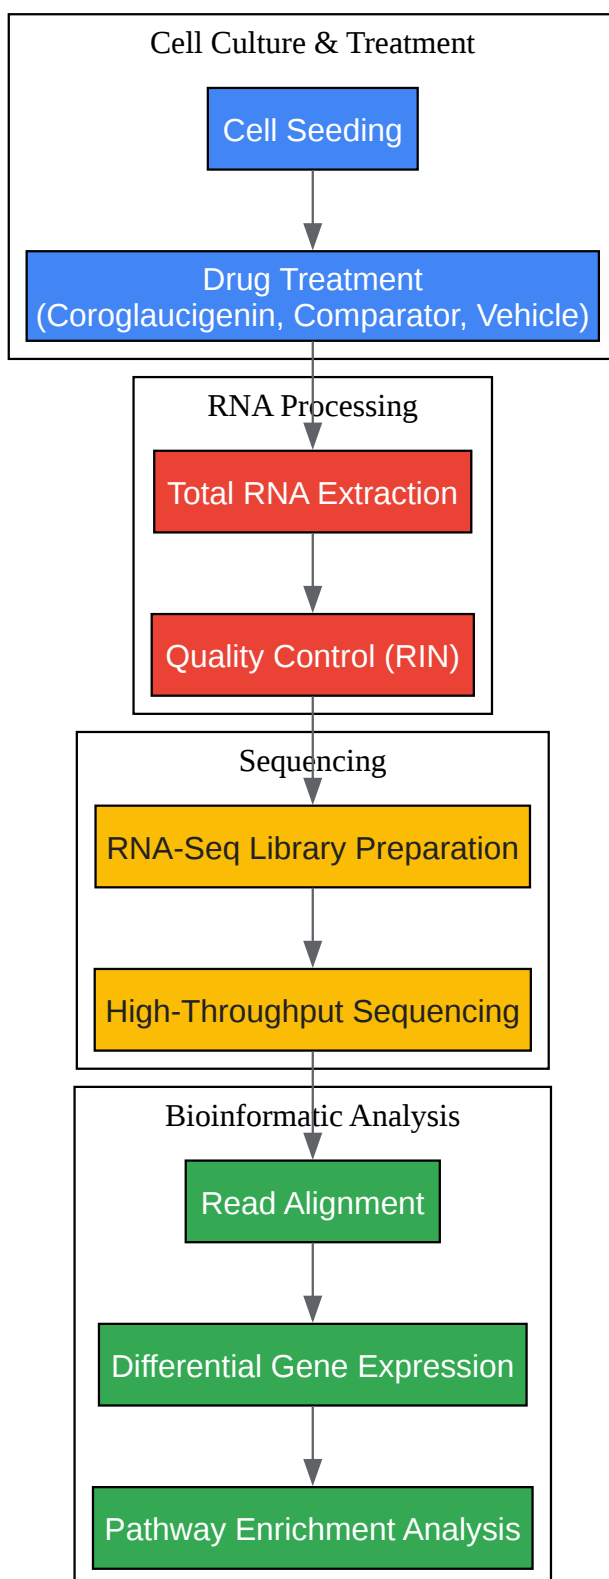 Cell Culture & Treatment
Cell Seeding
Drug Treatment
(Coroglaucigenin, Comparator, Vehicle)
RNA Processing
Total RNA Extraction
Quality Control (RIN)
Sequencing
RNA-Seq Library Preparation
High-Throughput Sequencing
Bioinformatic Analysis
Read Alignment
Differential Gene Expression
Pathway Enrichment Analysis